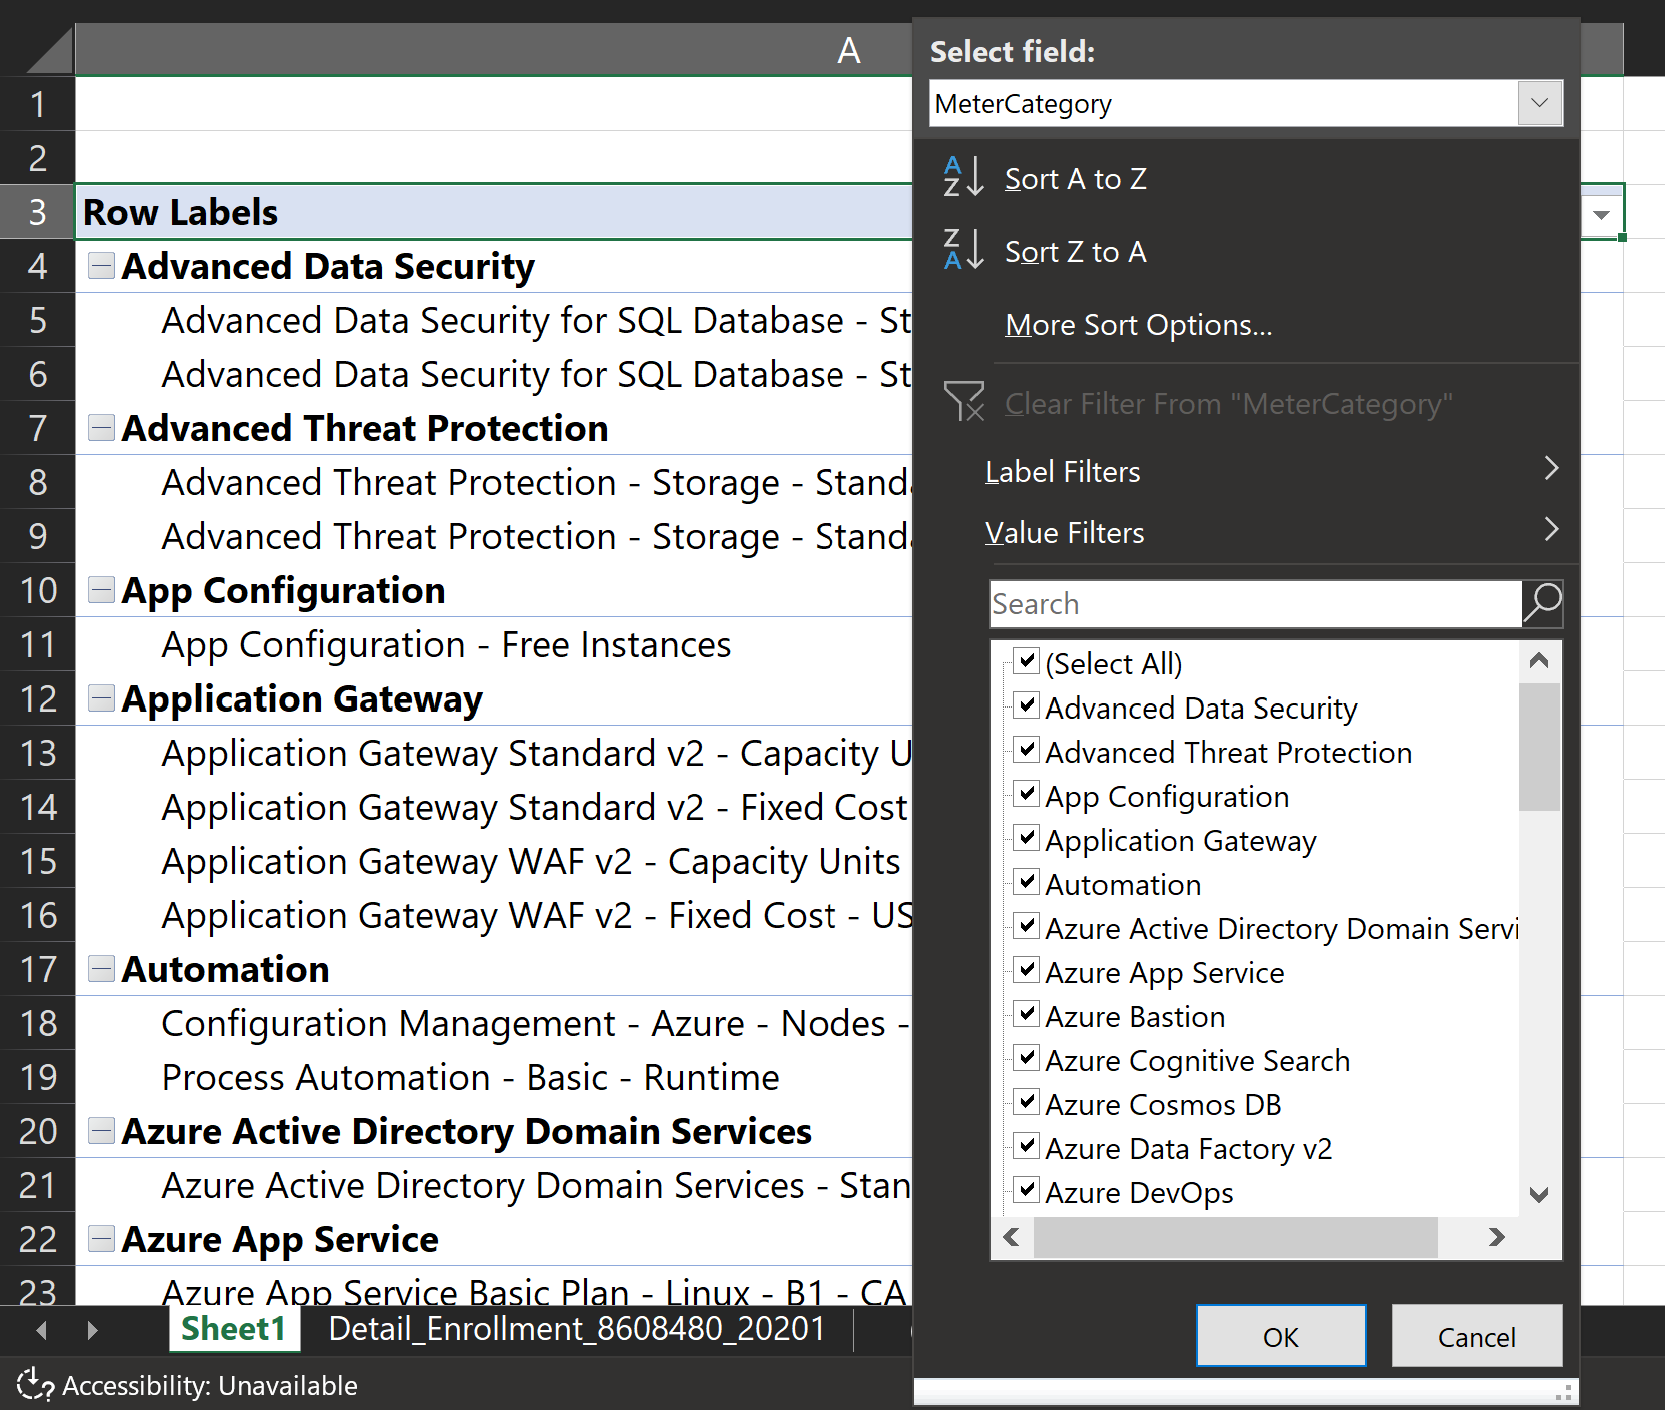 A
1
2
3 Row Labels
4 Advanced Data Security
5 Advanced Data Security for SQL Database - St
6 Advanced Data Security for SQL Database - St
7 Advanced Threat Protection
8 Advanced Threat Protection - Storage - Standa
9 Advanced Threat Protection - Storage - Standa
10 App Configuration
11 App Configuration - Free Instances
12 Application Gateway
13 Application Gateway Standard v2 - Capacity U
14 Application Gateway Standard v2 - Fixed Cost
15 Application Gateway WAF v2 - Capacity Units
16 Application Gateway WAF v2 - Fixed Cost - US
17 Automation
18 Configuration Management - Azure - Nodes -
19 Process Automation - Basic - Runtime
20 Azure Active Directory Domain Services
21 Azure Active Directory Domain Services - Stan
22 Azure App Service
23 Azure App Service Basic Plan - Linux - B1 - CA
Sheet1 Detail_Enrollment_8608480_20201
Accessibility: Unavailable
Select field:
MeterCategory
A
Z
Sort A to Z
Z
A
Sort Z to A
More Sort Options...
Clear Filter From "MeterCategory"
Label Filters
Value Filters
Search
(Select All)
Advanced Data Security
Advanced Threat Protection
App Configuration
Application Gateway
Automation
Azure Active Directory Domain Servi
Azure App Service
Azure Bastion
Azure Cognitive Search
Azure Cosmos DB
Azure Data Factory v2
Azure DevOps
OK Cancel